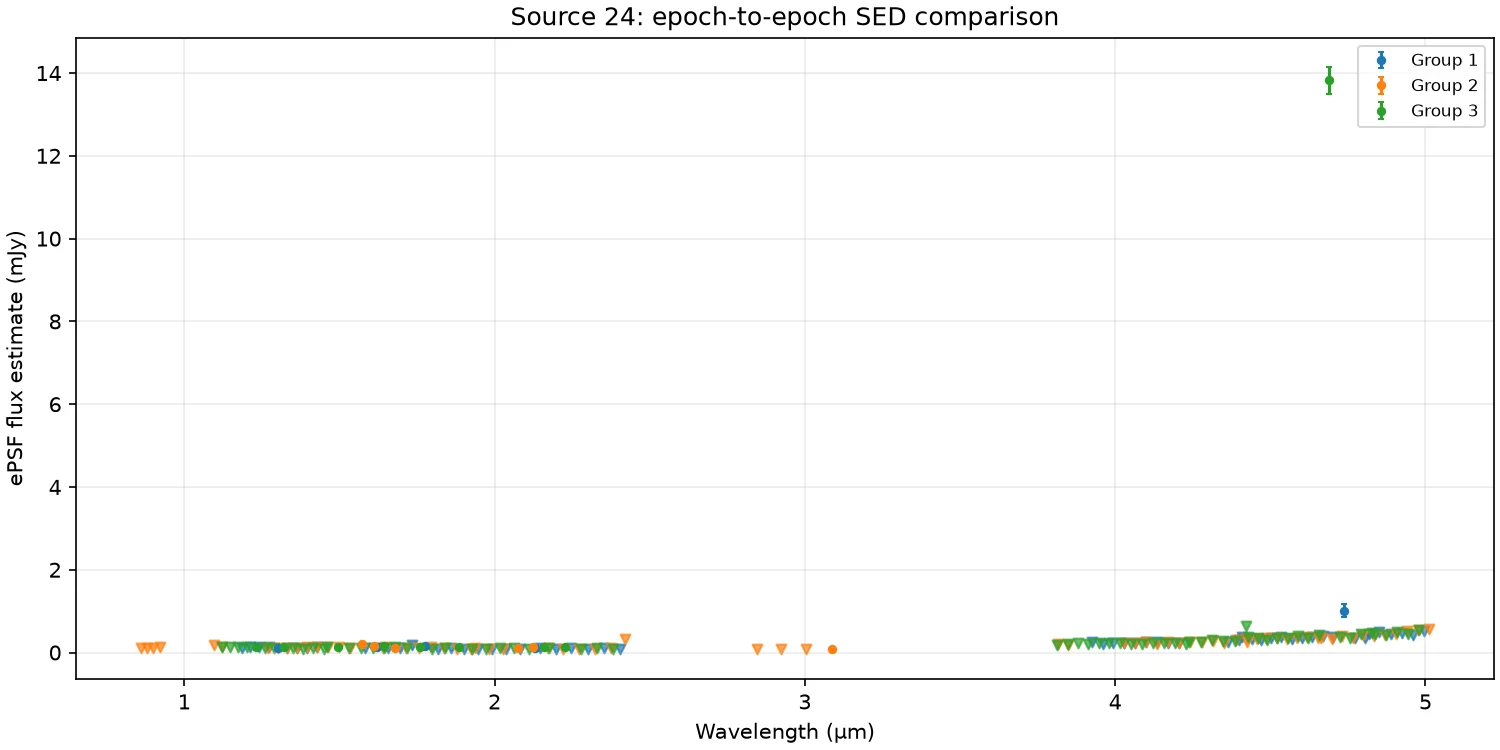 Source 24: epoch-to-epoch SED comparison
Group 1
Group 2
Group 3
ePSF flux estimate (mJy)
14
12
10
8
6
4
2
0
1 2 3 4 5
Wavelength (μm)